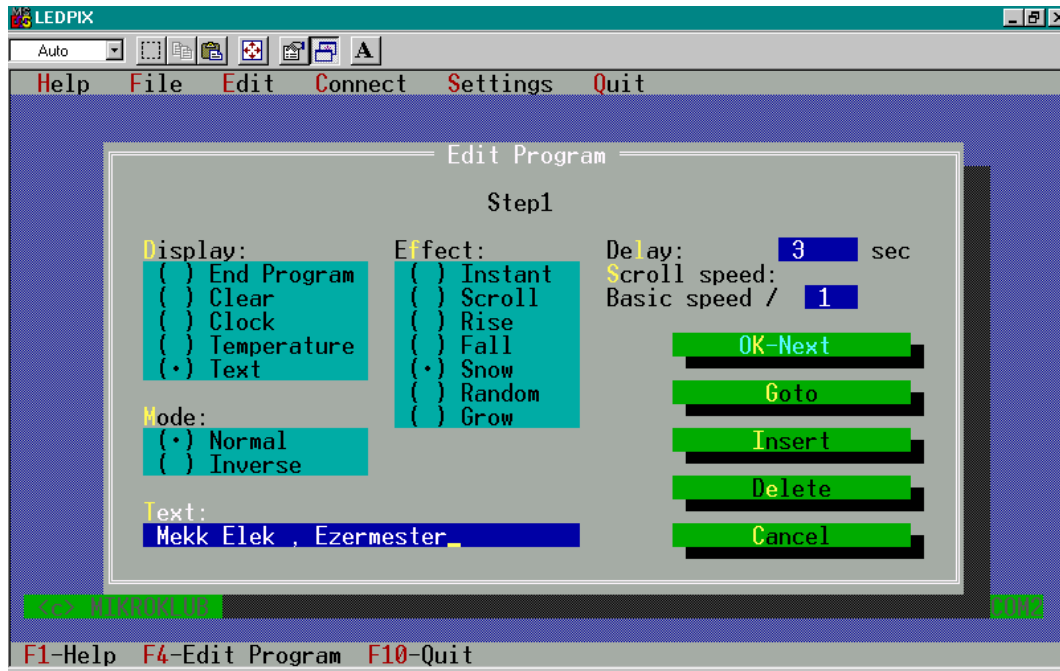 LEDPIX
Auto A
Help File Edit Connect Settings Quit
Edit Program
Step1
Display:
( ) End Program
( ) Clear
( ) Clock
( ) Temperature
(•) Text
Effect:
( ) Instant
( ) Scroll
( ) Rise
( ) Fall
(•) Snow
( ) Random
( ) Grow
Delay: 3 sec
Scroll speed:
Basic speed / 1
Mode:
(•) Normal
( ) Inverse
Text:
Mekk Elek , Ezermester_
OK-Next
Goto
Insert
Delete
Cancel
<c> MIKROKLUB COM2
F1-Help F4-Edit Program F10-Quit